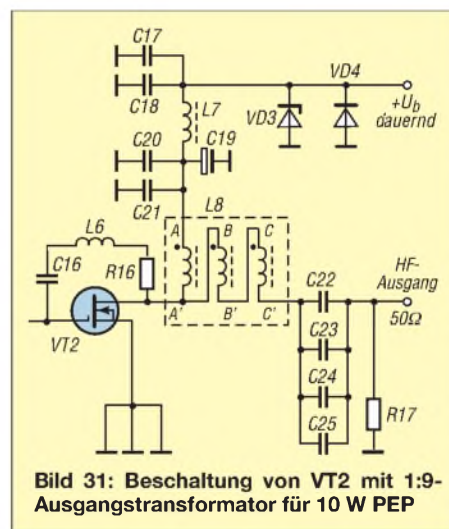 C17
VD4
C18
L7
VD3
+Ub
dauernd
C20
C19
C21
L8
L6
A
B
C
C22
HF-
Ausgang
50Ω
C16
R16
A'
B'
C'
C23
VT2
C24
R17
C25
Bild 31: Beschaltung von VT2 mit 1:9-
Ausgangstransformator für 10 W PEP